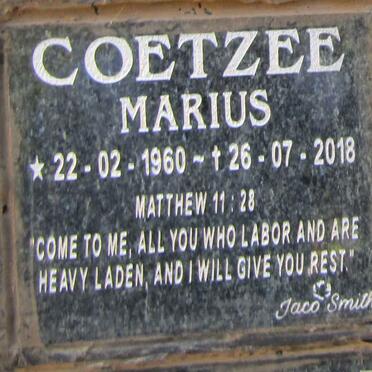 COETZEE
MARIUS
★ 22 - 02 - 1960 ~ † 26 - 07 - 2018
MATTHEW 11 : 28
"COME TO ME, ALL YOU WHO LABOR AND ARE
HEAVY LADEN, AND I WILL GIVE YOU REST."
Jaco Smith